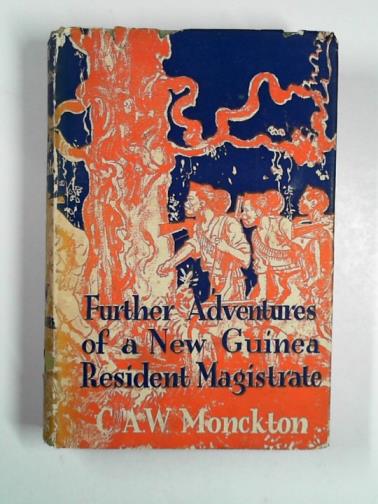 Further Adventures
of a New Guinea
Resident Magistrate
C. A. W. Monckton